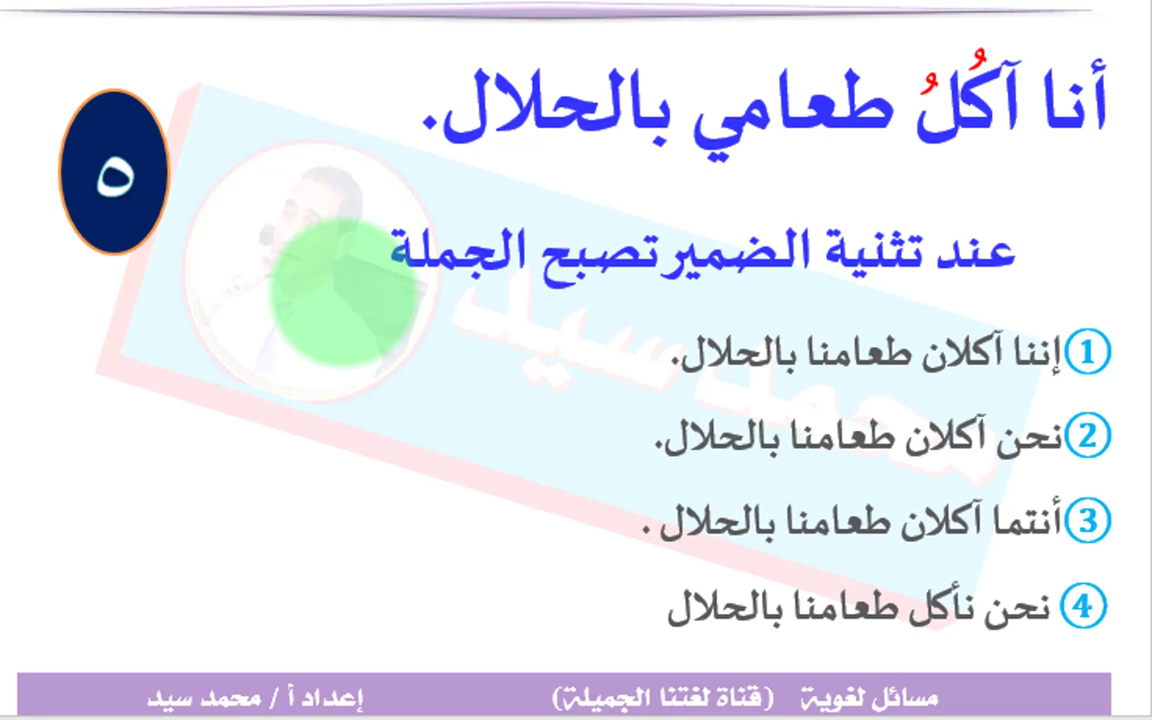 أنا آكُلُ طعامي بالحلال.
٥
عند تثنية الضمير تصبح الجملة
1 إننا آكلان طعامنا بالحلال.
2 نحن آكلان طعامنا بالحلال.
3 أنتما آكلان طعامنا بالحلال .
4 نحن نأكل طعامنا بالحلال
محمد سيد
مسائل لغوية (قناة لغتنا الجميلة) إعداد أ / محمد سيد